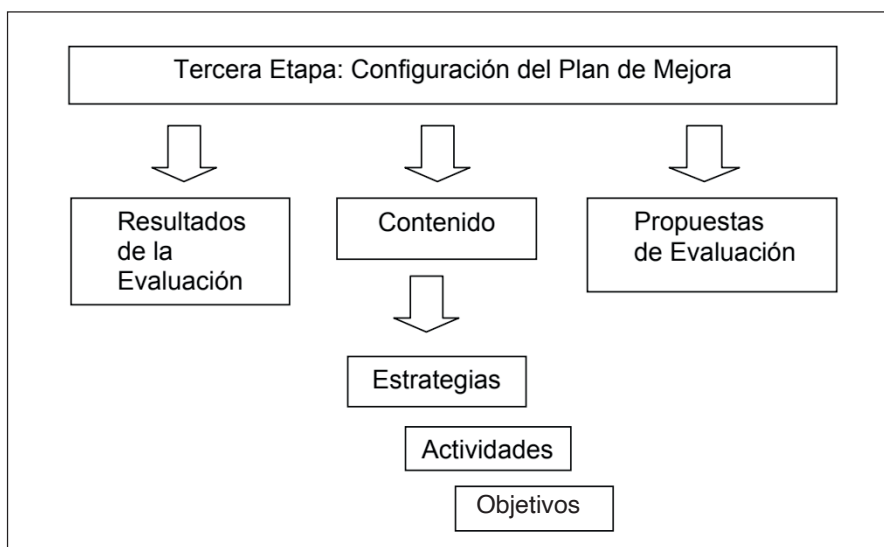 Tercera Etapa: Configuración del Plan de Mejora
Resultados
de la
Evaluación
Contenido
Propuestas
de Evaluación
Estrategias
Actividades
Objetivos